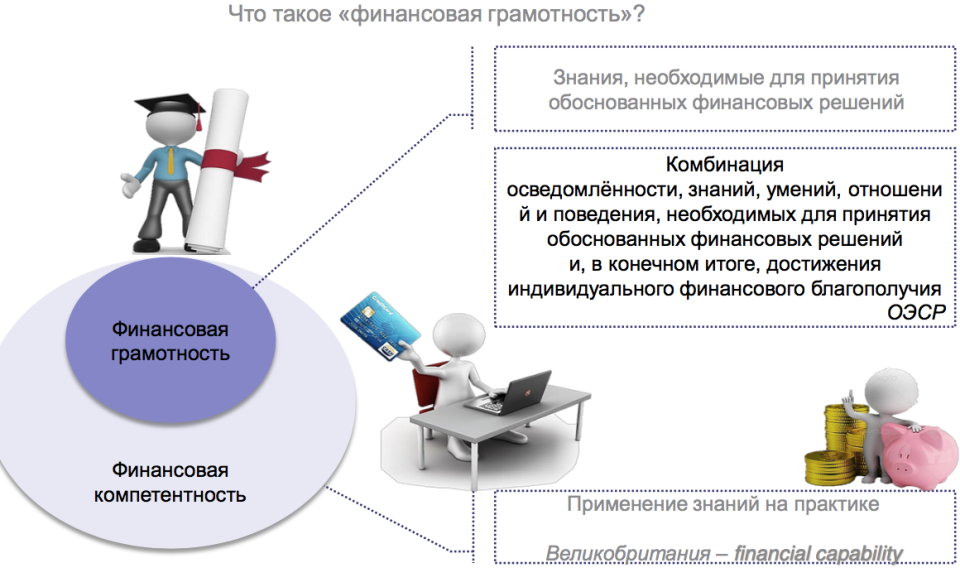 Что такое «финансовая грамотность»?
Знания, необходимые для принятия
обоснованных финансовых решений
Комбинация
осведомлённости, знаний, умений, отношени
й и поведения, необходимых для принятия
обоснованных финансовых решений
и, в конечном итоге, достижения
индивидуального финансового благополучия
ОЭСР
Финансовая
грамотность
Финансовая
компетентность
Применение знаний на практике
Великобритания – financial capability